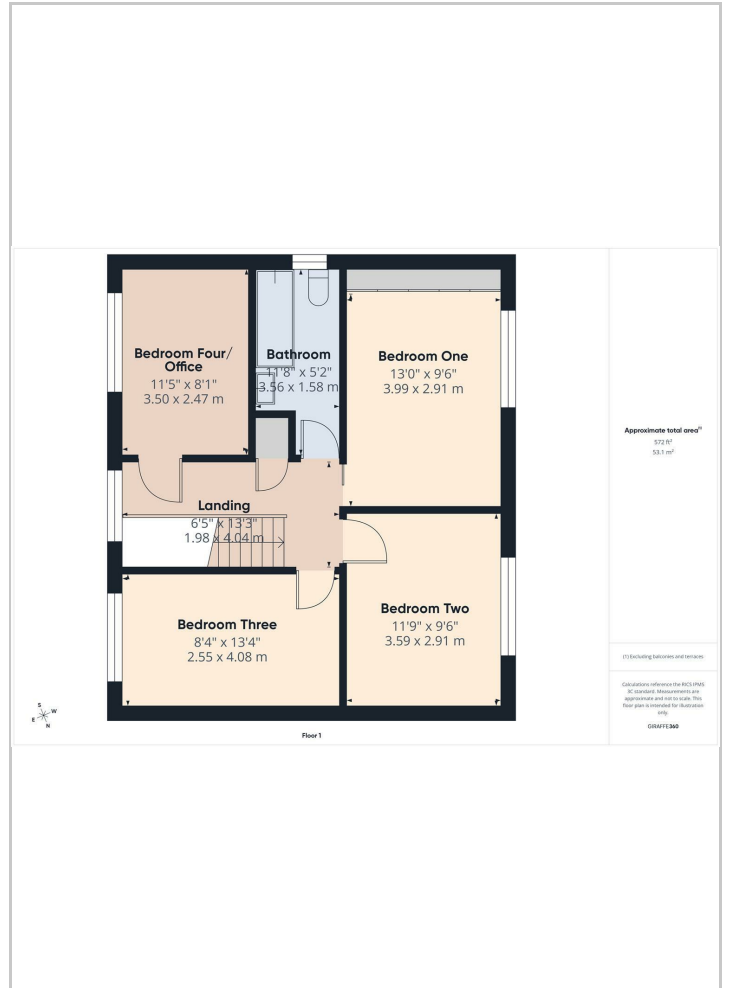 Bedroom Four/
Office
11'5" x 8'1"
3.50 x 2.47 m
Bathroom
11'8" x 5'2"
3.56 x 1.58 m
Bedroom One
13'0" x 9'6"
3.99 x 2.91 m
Landing
6'5" x 13'3"
1.98 x 4.04 m
Bedroom Three
8'4" x 13'4"
2.55 x 4.08 m
Bedroom Two
11'9" x 9'6"
3.59 x 2.91 m
S
W
E
N
Floor 1
Approximate total area⁽¹⁾
572 ft²
53.1 m²
(1) Excluding balconies and terraces
Calculations reference the RICS IPMS
3C standard. Measurements are
approximate and not to scale. This
floor plan is intended for illustration
only.
GIRAFFE360